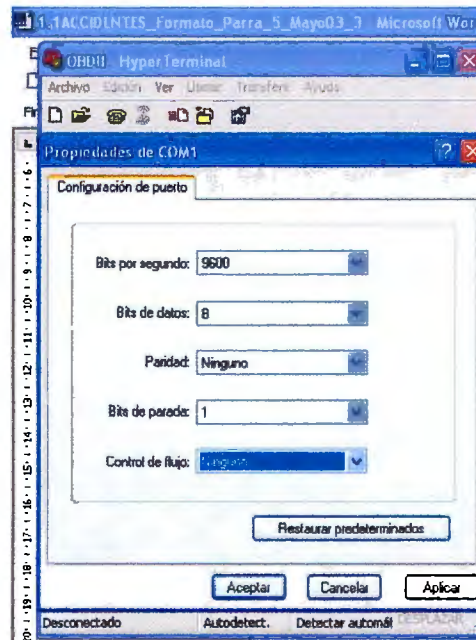 1.1ACCIDENTES_Formato_Parra_5_Mayo03_3 Microsoft Wor
OBDII HyperTerminal
Archivo Edición Ver Llamar Transferir Ayuda
Propiedades de COM1
Configuración de puerto
Bits por segundo: 9600
Bits de datos: 8
Paridad: Ninguno
Bits de parada: 1
Control de flujo: Ninguno
Restaurar predeterminados
Aceptar Cancelar Aplicar
Desconectado Autodetect. Detectar automát DESPLAZAR